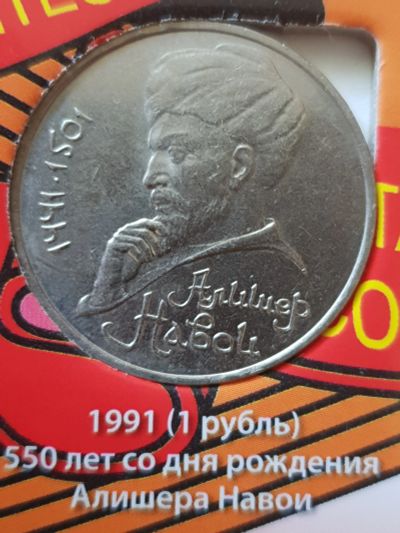 1441-1501
Алишер
Навои
1991 (1 рубль)
550 лет со дня рождения
Алишера Навои